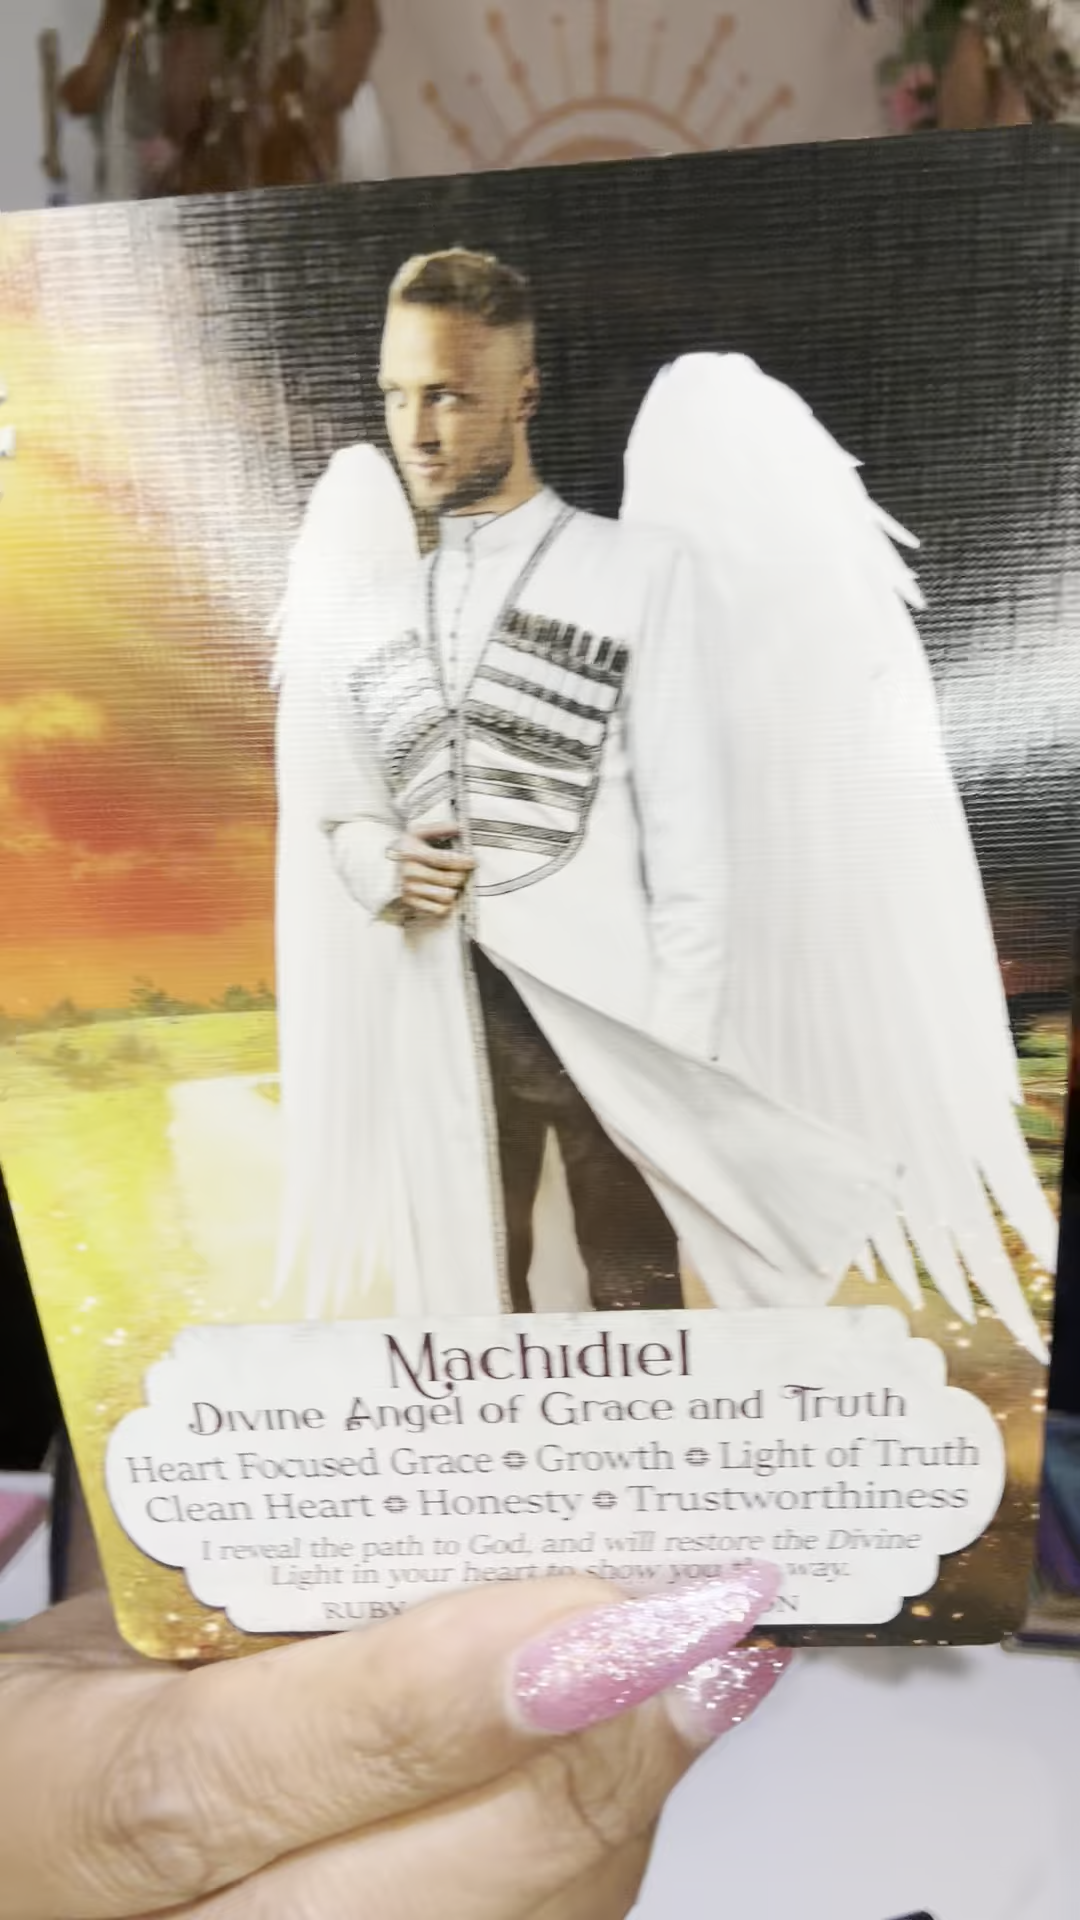 Machidiel
Divine Angel of Grace and Truth
Heart Focused Grace Growth Light of Truth
Clean Heart Honesty Trustworthiness
I reveal the path to God, and will restore the Divine
Light in your heart to show you way.
RUBY